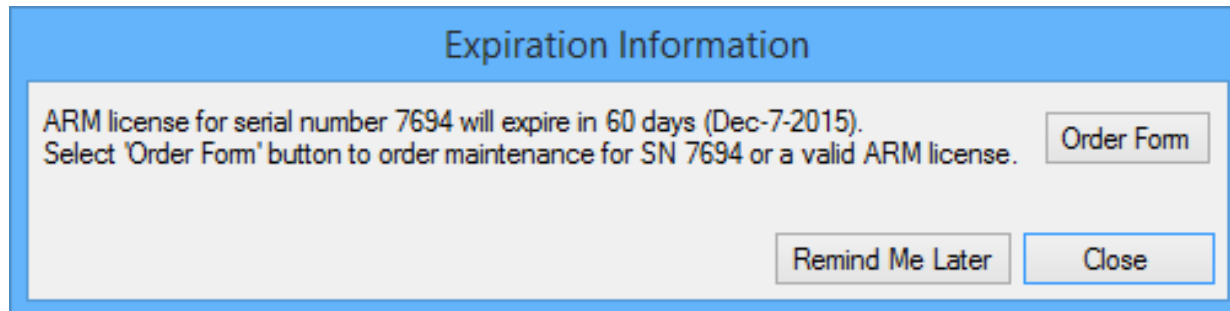 Expiration Information
ARM license for serial number 7694 will expire in 60 days (Dec-7-2015).
Select 'Order Form' button to order maintenance for SN 7694 or a valid ARM license.
Order Form
Remind Me Later
Close